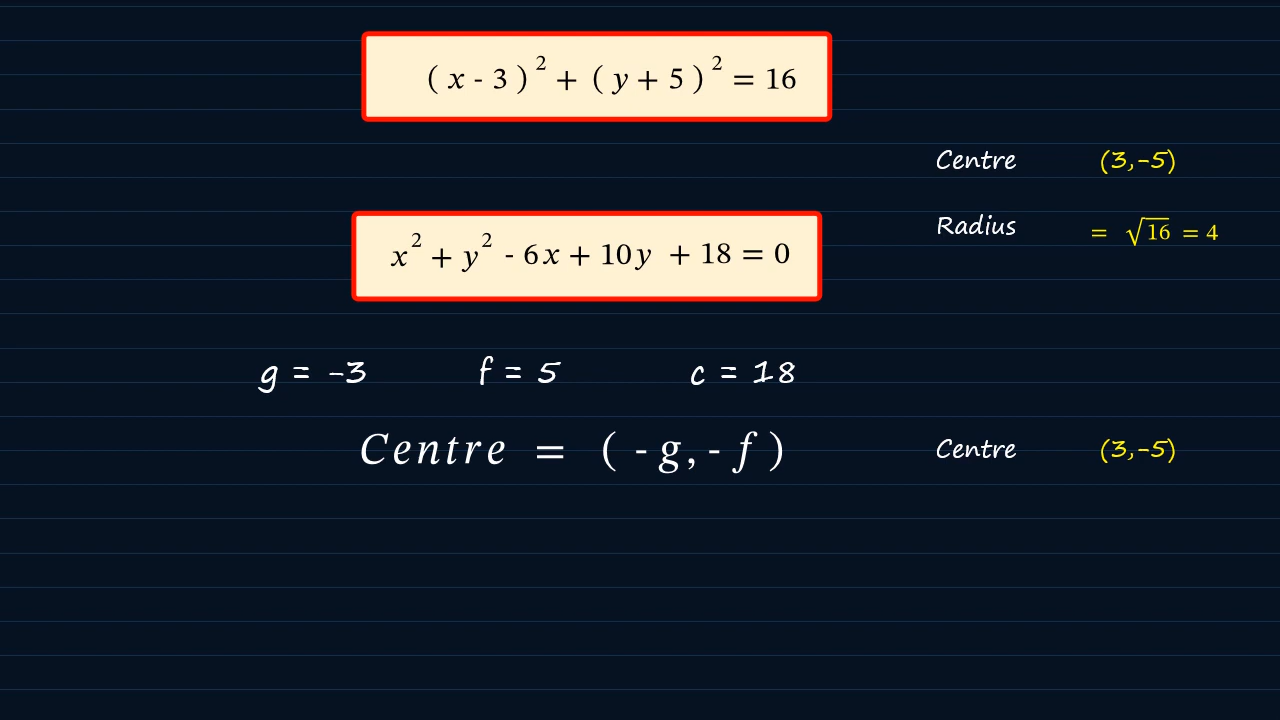 ( x - 3 )² + ( y + 5 )² = 16
Centre (3,-5)
Radius = √16 = 4
x² + y² - 6x + 10y + 18 = 0
g = -3 f = 5 c = 18
Centre = ( - g, - f ) Centre (3,-5)